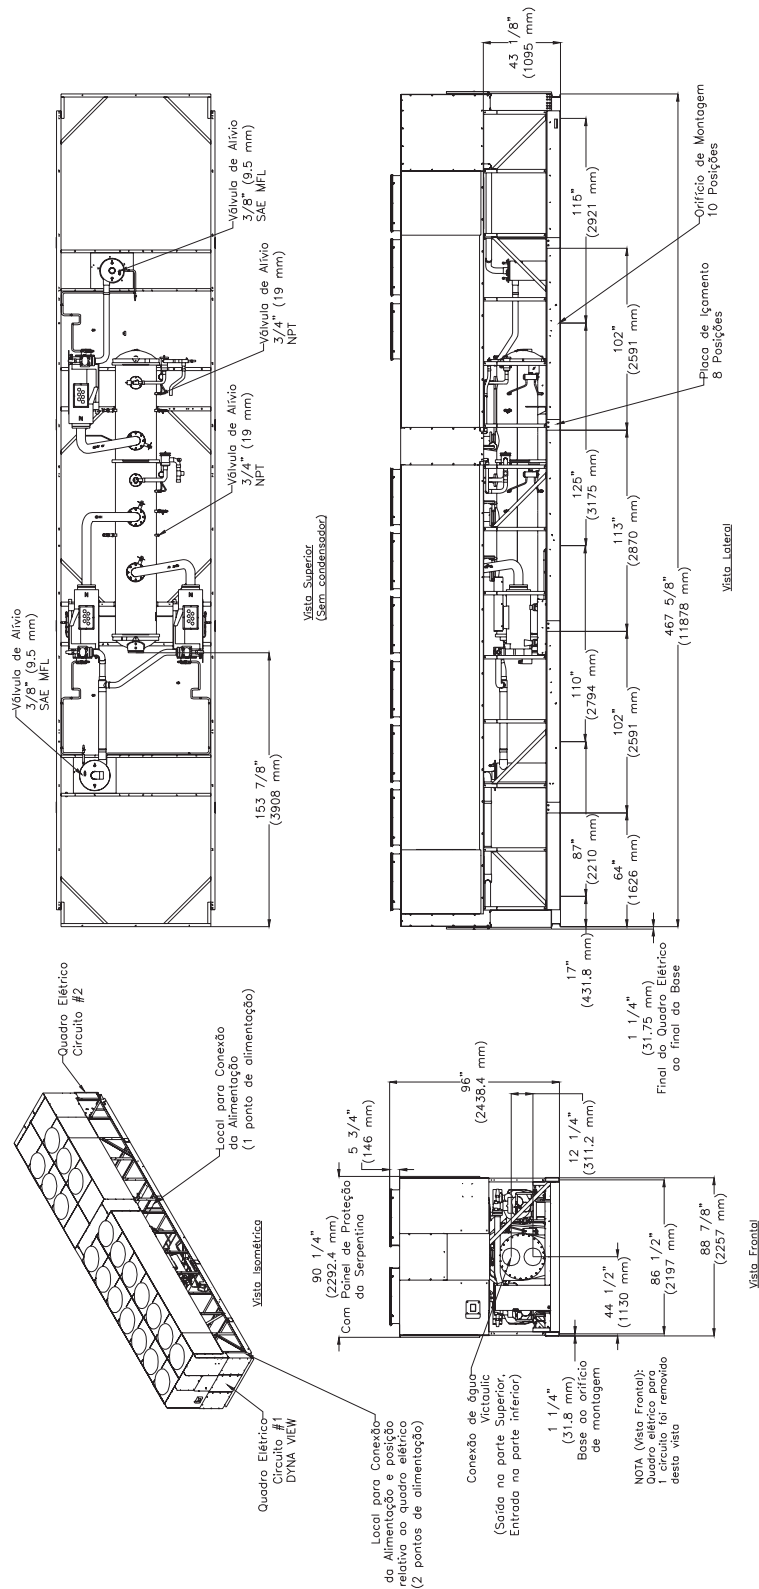 Válvula de Alívio
3/8" (9.5 mm)
SAE MFL
Válvula de Alívio
3/4" (19 mm)
NPT
Válvula de Alívio
3/4" (19 mm)
NPT
Válvula de Alívio
3/8" (9.5 mm)
SAE MFL
153 7/8"
(3908 mm)
Vista Superior
(Sem condensador)
43 1/8"
(1095 mm)
115"
(2921 mm)
Orifício de Montagem
10 Posições
102"
(2591 mm)
Placa de Içamento
8 Posições
125"
(3175 mm)
113"
(2870 mm)
467 5/8"
(11878 mm)
110"
(2794 mm)
102"
(2591 mm)
87"
(2210 mm)
64"
(1626 mm)
17"
(431.8 mm)
1 1/4"
(31.75 mm)
Final do Quadro Elétrico
ao final da Base
Vista Lateral
Quadro Elétrico
Circuito #2
Local para Conexão
da Alimentação
(1 ponto de alimentação)
Vista Isométrica
Quadro Elétrico
Circuito #1
DYNA VIEW
Local para Conexão
da Alimentação e posição
relativa ao quadro elétrico
(2 pontos de alimentação)
90 1/4"
(2292.4 mm)
Com Painel de Proteção
da Serpentina
5 3/4"
(146 mm)
96"
(2438.4 mm)
12 1/4"
(311.2 mm)
Conexão de água
Victaulic
(Saída na parte Superior,
Entrada na parte inferior)
1 1/4"
(31.8 mm)
Base ao orifício
de montagem
44 1/2"
(1130 mm)
86 1/2"
(2197 mm)
88 7/8"
(2257 mm)
NOTA (Vista Frontal):
Quadro elétrico para
1 circuito foi removido
desta vista
Vista Frontal